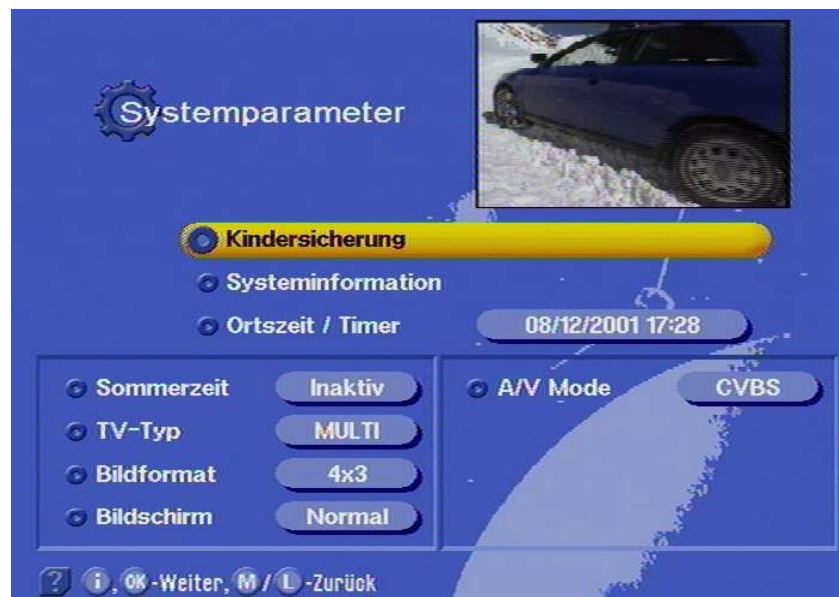 Systemparameter
Kindersicherung
Systeminformation
Ortszeit / Timer 08/12/2001 17:28
Sommerzeit Inaktiv
A/V Mode CVBS
TV-Typ MULTI
Bildformat 4x3
Bildschirm Normal
? i, OK -Weiter, M / L -Zurück